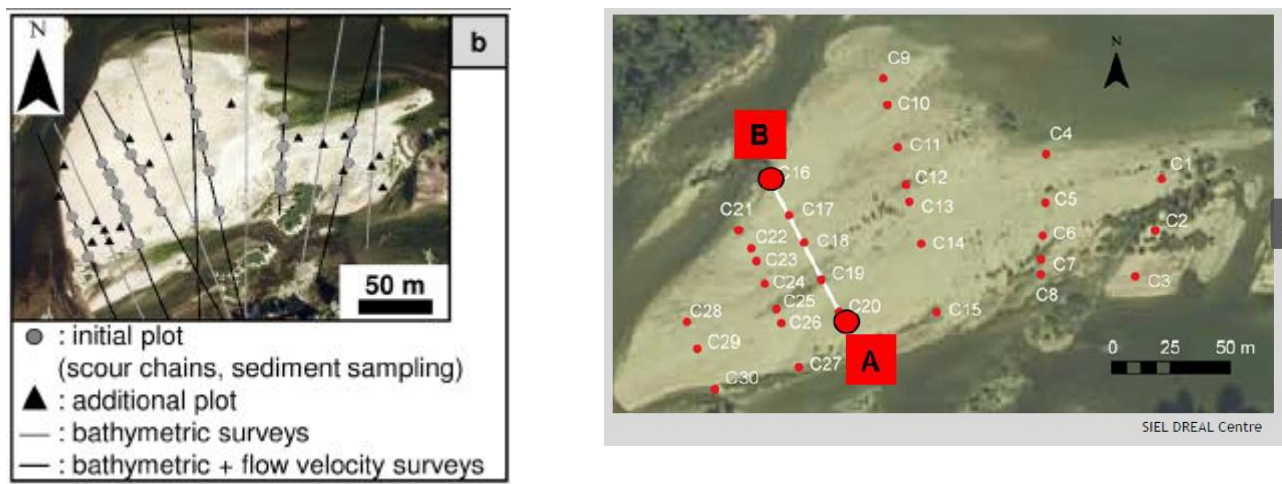 N
b
50 m
: initial plot
(scour chains, sediment sampling)
: additional plot
: bathymetric surveys
: bathymetric + flow velocity surveys
N
C9
C10
C4
B
C11
C1
C16
C12
C5
C13
C21
C17
C2
C22
C18
C14
C6
C23
C7
C24
C19
C3
C8
C25
C20
C15
C28
C26
0 25 50 m
C29
A
C27
C30
SIEL DREAL Centre